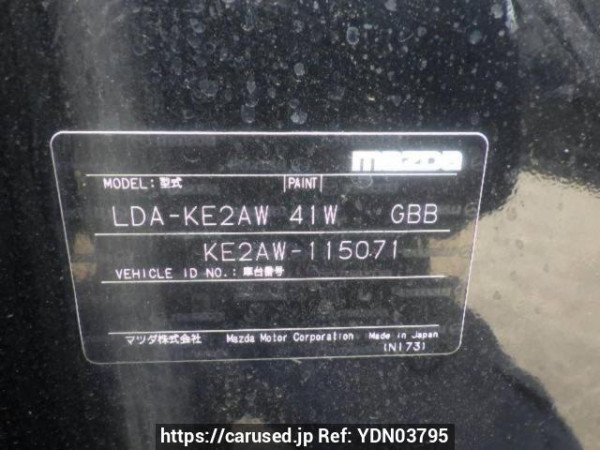 mazda
MODEL: 型式 PAINT
LDA-KE2AW 41W GBB
KE2AW-115071
VEHICLE ID NO.: 車台番号
マツダ株式会社 Mazda Motor Corporation Made in Japan
(N173)
https://carused.jp Ref: YDN03795